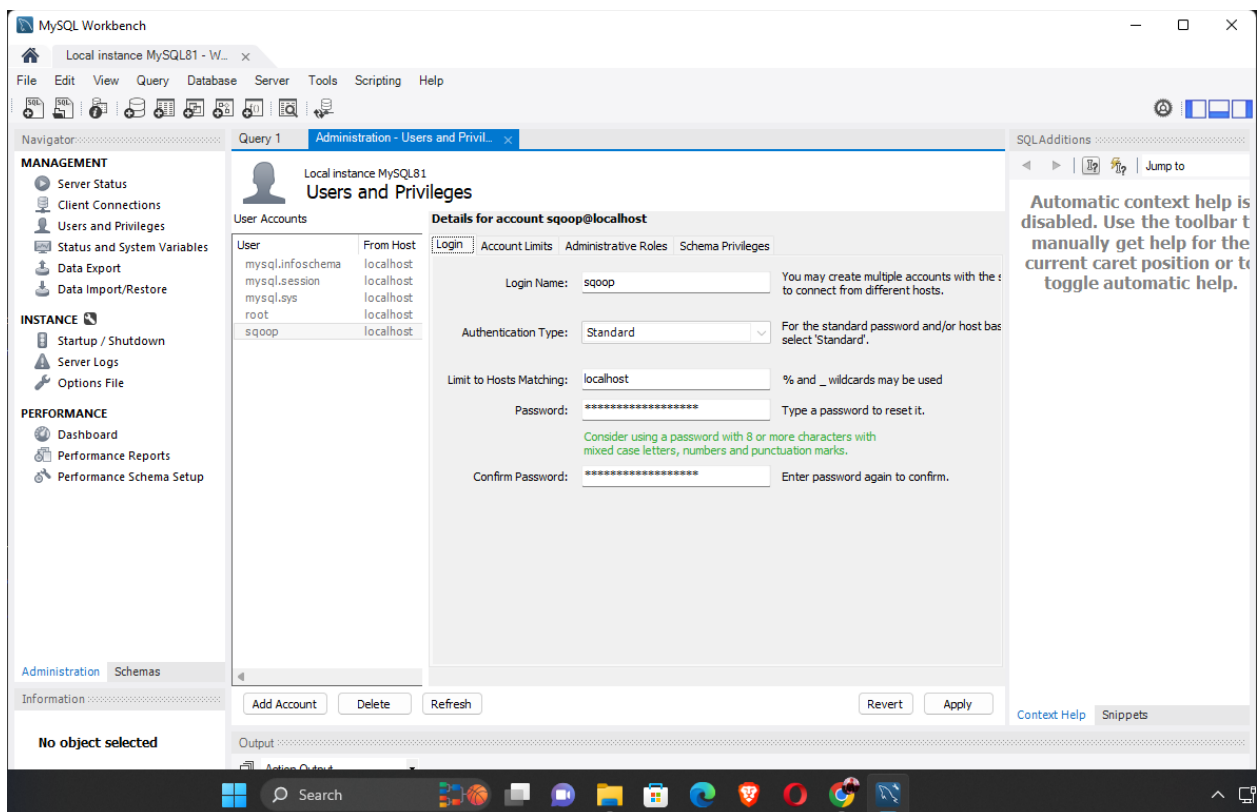 MySQL Workbench
Local instance MySQL81 - W...
File Edit View Query Database Server Tools Scripting Help
Navigator
MANAGEMENT
Server Status
Client Connections
Users and Privileges
Status and System Variables
Data Export
Data Import/Restore
INSTANCE
Startup / Shutdown
Server Logs
Options File
PERFORMANCE
Dashboard
Performance Reports
Performance Schema Setup
Administration Schemas
Information
No object selected
Query 1 Administration - Users and Privil...
Local instance MySQL81
Users and Privileges
User Accounts
User From Host
mysql.infoschema localhost
mysql.session localhost
mysql.sys localhost
root localhost
sqoop localhost
Add Account Delete Refresh
Details for account sqoop@localhost
Login Account Limits Administrative Roles Schema Privileges
Login Name: sqoop You may create multiple accounts with the s
to connect from different hosts.
Authentication Type: Standard For the standard password and/or host bas
select 'Standard'.
Limit to Hosts Matching: localhost % and _ wildcards may be used
Password: ****************** Type a password to reset it.
Consider using a password with 8 or more characters with
mixed case letters, numbers and punctuation marks.
Confirm Password: ****************** Enter password again to confirm.
Revert Apply
Output
Action Output
SQLAdditions
Jump to
Automatic context help is
disabled. Use the toolbar t
manually get help for the
current caret position or to
toggle automatic help.
Context Help Snippets
Search